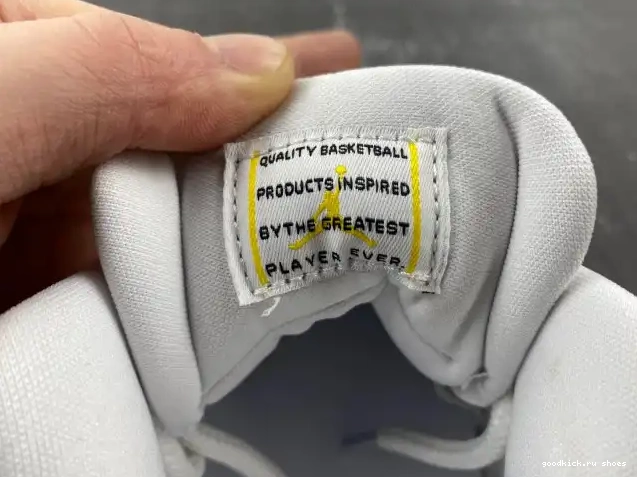 QUALITY BASKETBALL
PRODUCTS INSPIRED
BY THE GREATEST
PLAYER EVER.
goodkick.ru shoes